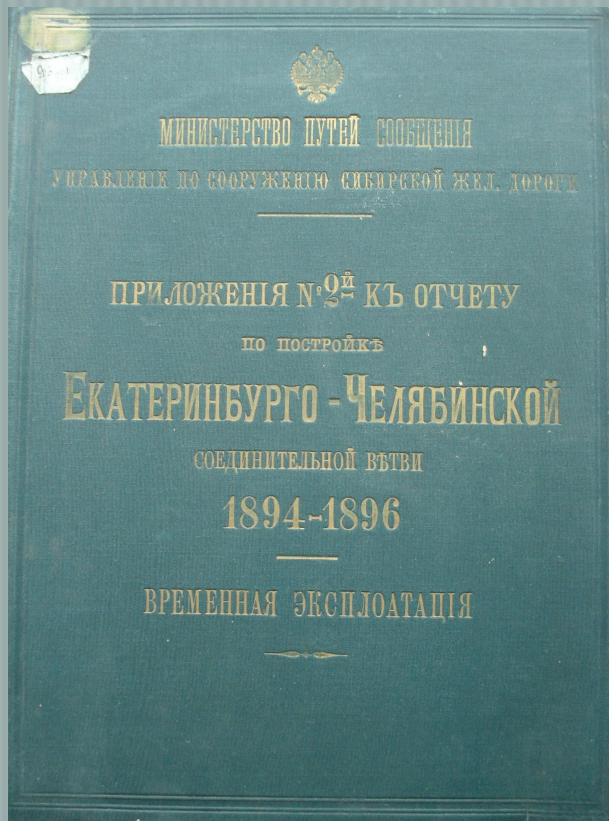 МИНИСТЕРСТВО ПУТЕЙ СООБЩЕНІЯ
УПРАВЛЕНІЕ ПО СООРУЖЕНІЮ СИБИРСКОЙ ЖЕЛ. ДОРОГИ
ПРИЛОЖЕНІЯ №2Й КЪ ОТЧЕТУ
ПО ПОСТРОЙКѢ
ЕКАТЕРИНБУРГО-ЧЕЛЯБИНСКОЙ
СОЕДИНИТЕЛЬНОЙ ВѢТВИ
1894-1896
ВРЕМЕННАЯ ЭКСПЛОАТАЦІЯ